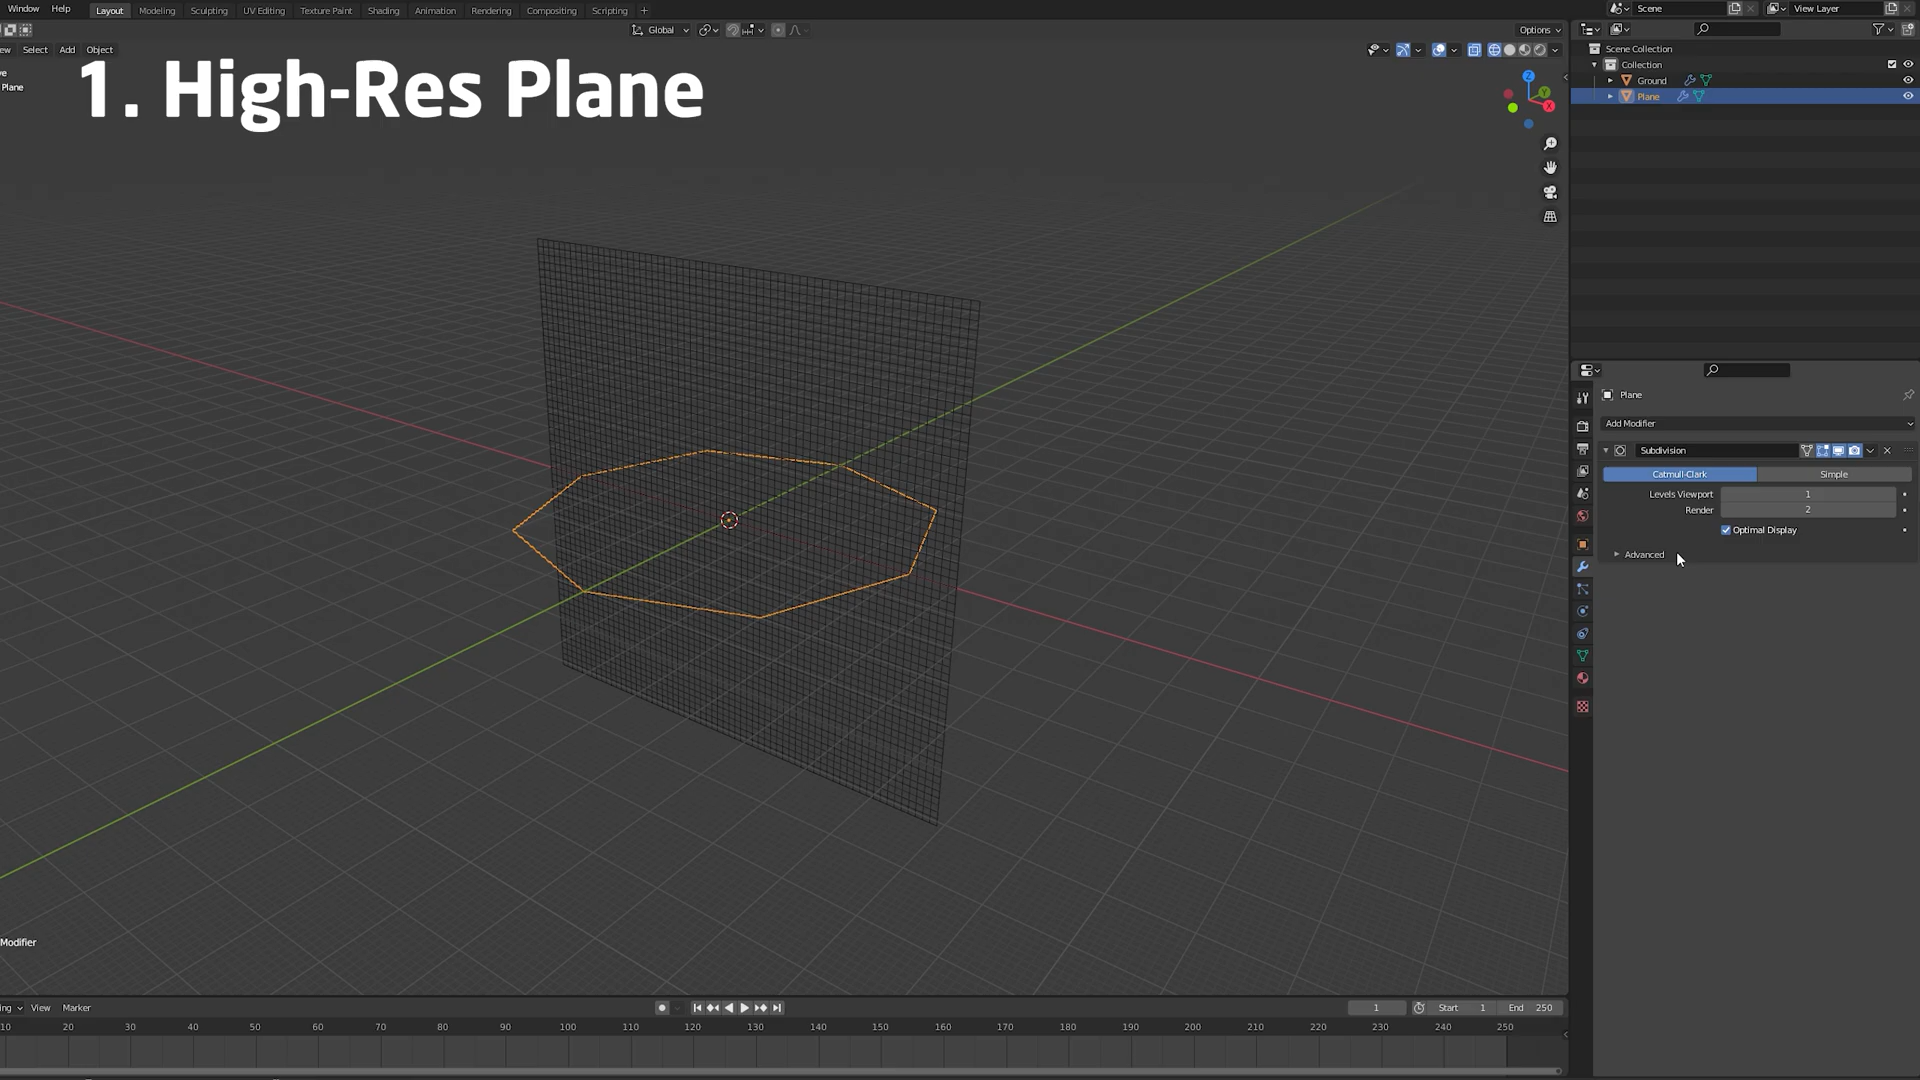 Window Help Layout Modeling Sculpting UV Editing Texture Paint Shading Animation Rendering Compositing Scripting + Scene View Layer
Global Options
Select Add Object
Plane
1. High-Res Plane
Z
Y
X
Scene Collection
Collection
Ground
Plane
Plane
Add Modifier
Subdivision
Catmull-Clark Simple
Levels Viewport 1
Render 2
Optimal Display
Advanced
Modifier
View Marker 1 Start 1 End 250
10 20 30 40 50 60 70 80 90 100 110 120 130 140 150 160 170 180 190 200 210 220 230 240 250